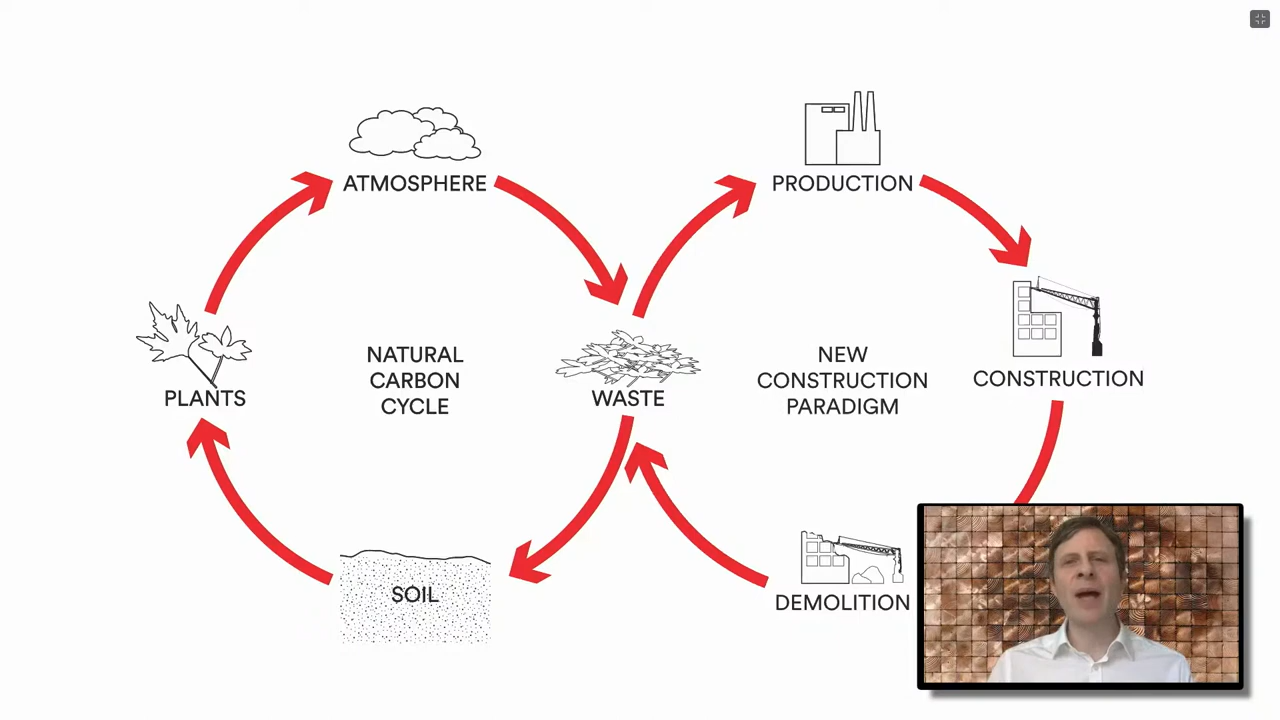 ATMOSPHERE
PRODUCTION
NATURAL
CARBON
CYCLE
NEW
CONSTRUCTION
PARADIGM
CONSTRUCTION
PLANTS
WASTE
SOIL
DEMOLITION